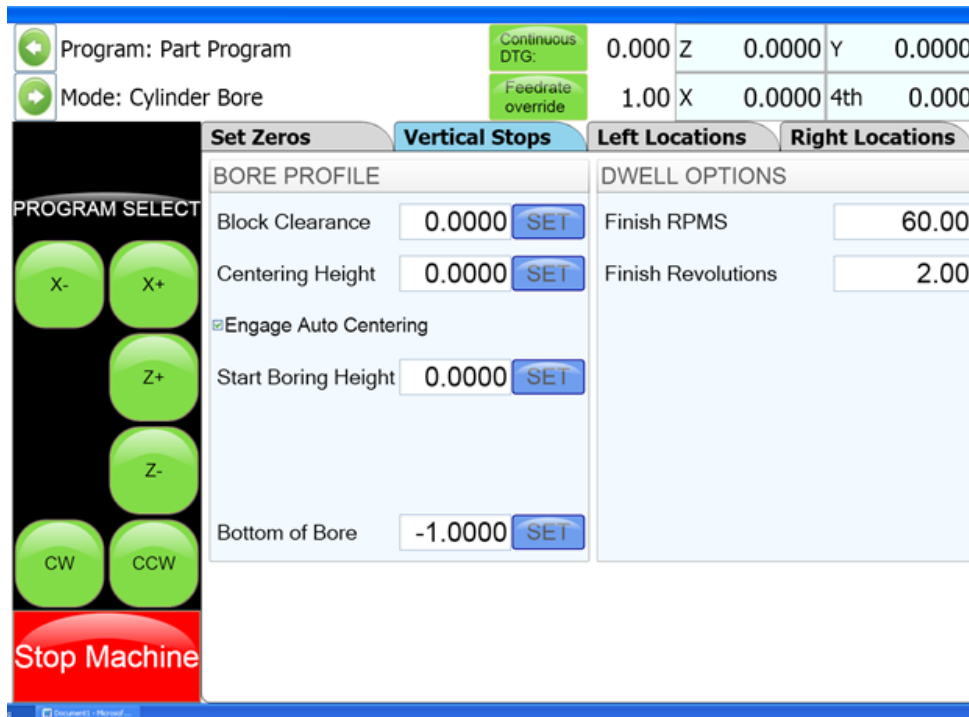 Program: Part Program
Continuous DTG:
0.000 Z 0.0000 Y 0.0000
Mode: Cylinder Bore
Feedrate override
1.00 X 0.0000 4th 0.000
Set Zeros Vertical Stops Left Locations Right Locations
PROGRAM SELECT
BORE PROFILE DWELL OPTIONS
Block Clearance 0.0000 SET Finish RPMS 60.00
X- X+
Centering Height 0.0000 SET Finish Revolutions 2.00
Engage Auto Centering
Z+
Start Boring Height 0.0000 SET
Z-
Bottom of Bore -1.0000 SET
CW CCW
Stop Machine
Document1 - Microsof...